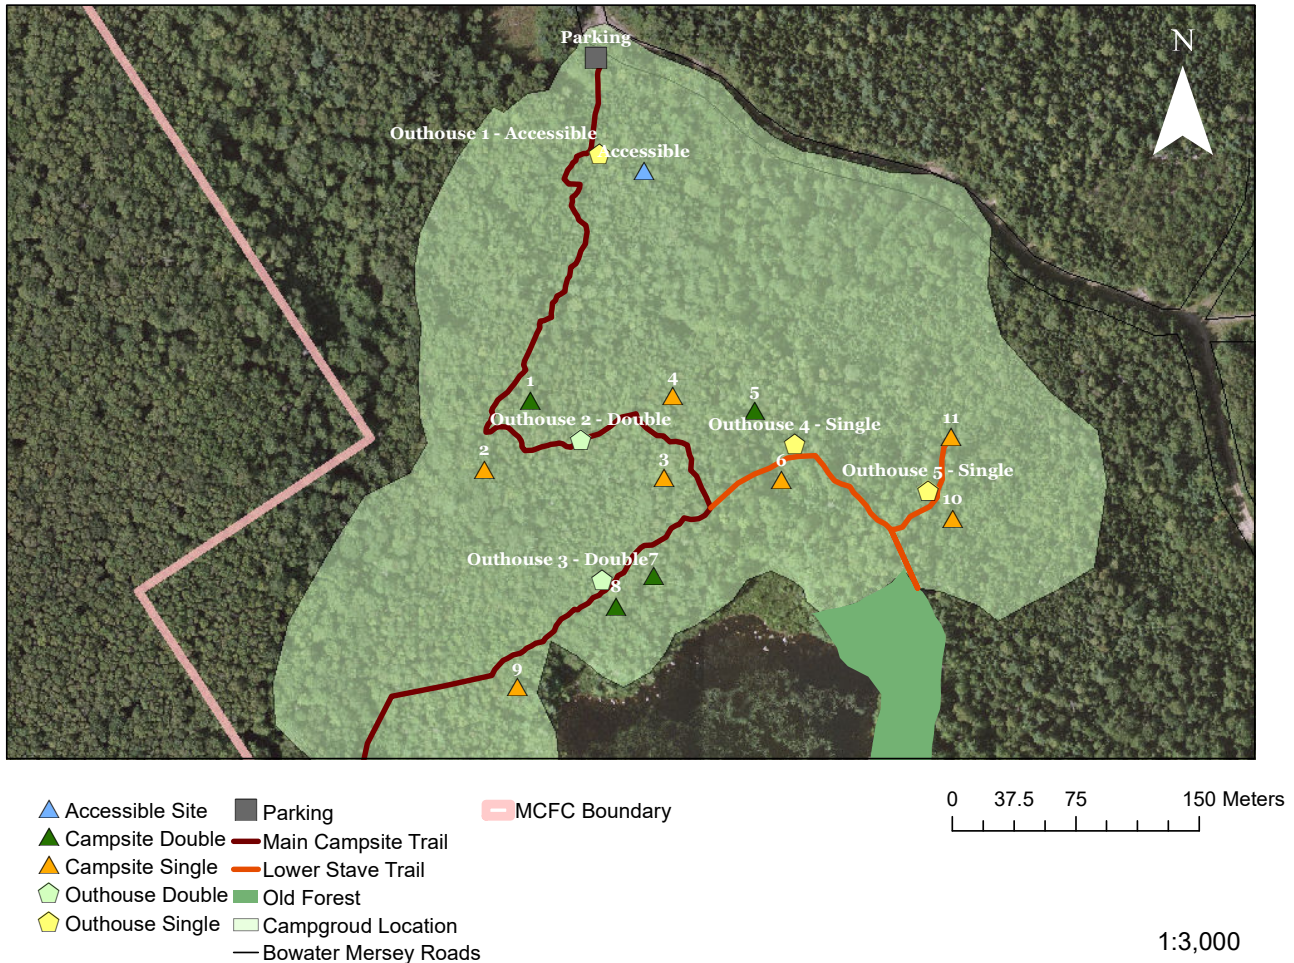 Parking
N
Outhouse 1 - Accessible
Accessible
1
4
5
Outhouse 2 - Double
Outhouse 4 - Single
11
2
3
6
Outhouse 5 - Single
10
Outhouse 3 - Double
7
8
9
Accessible Site
Campsite Double
Campsite Single
Outhouse Double
Outhouse Single
Parking
Main Campsite Trail
Lower Stave Trail
Old Forest
Campgroud Location
Bowater Mersey Roads
MCFC Boundary
0 37.5 75 150 Meters
1:3,000